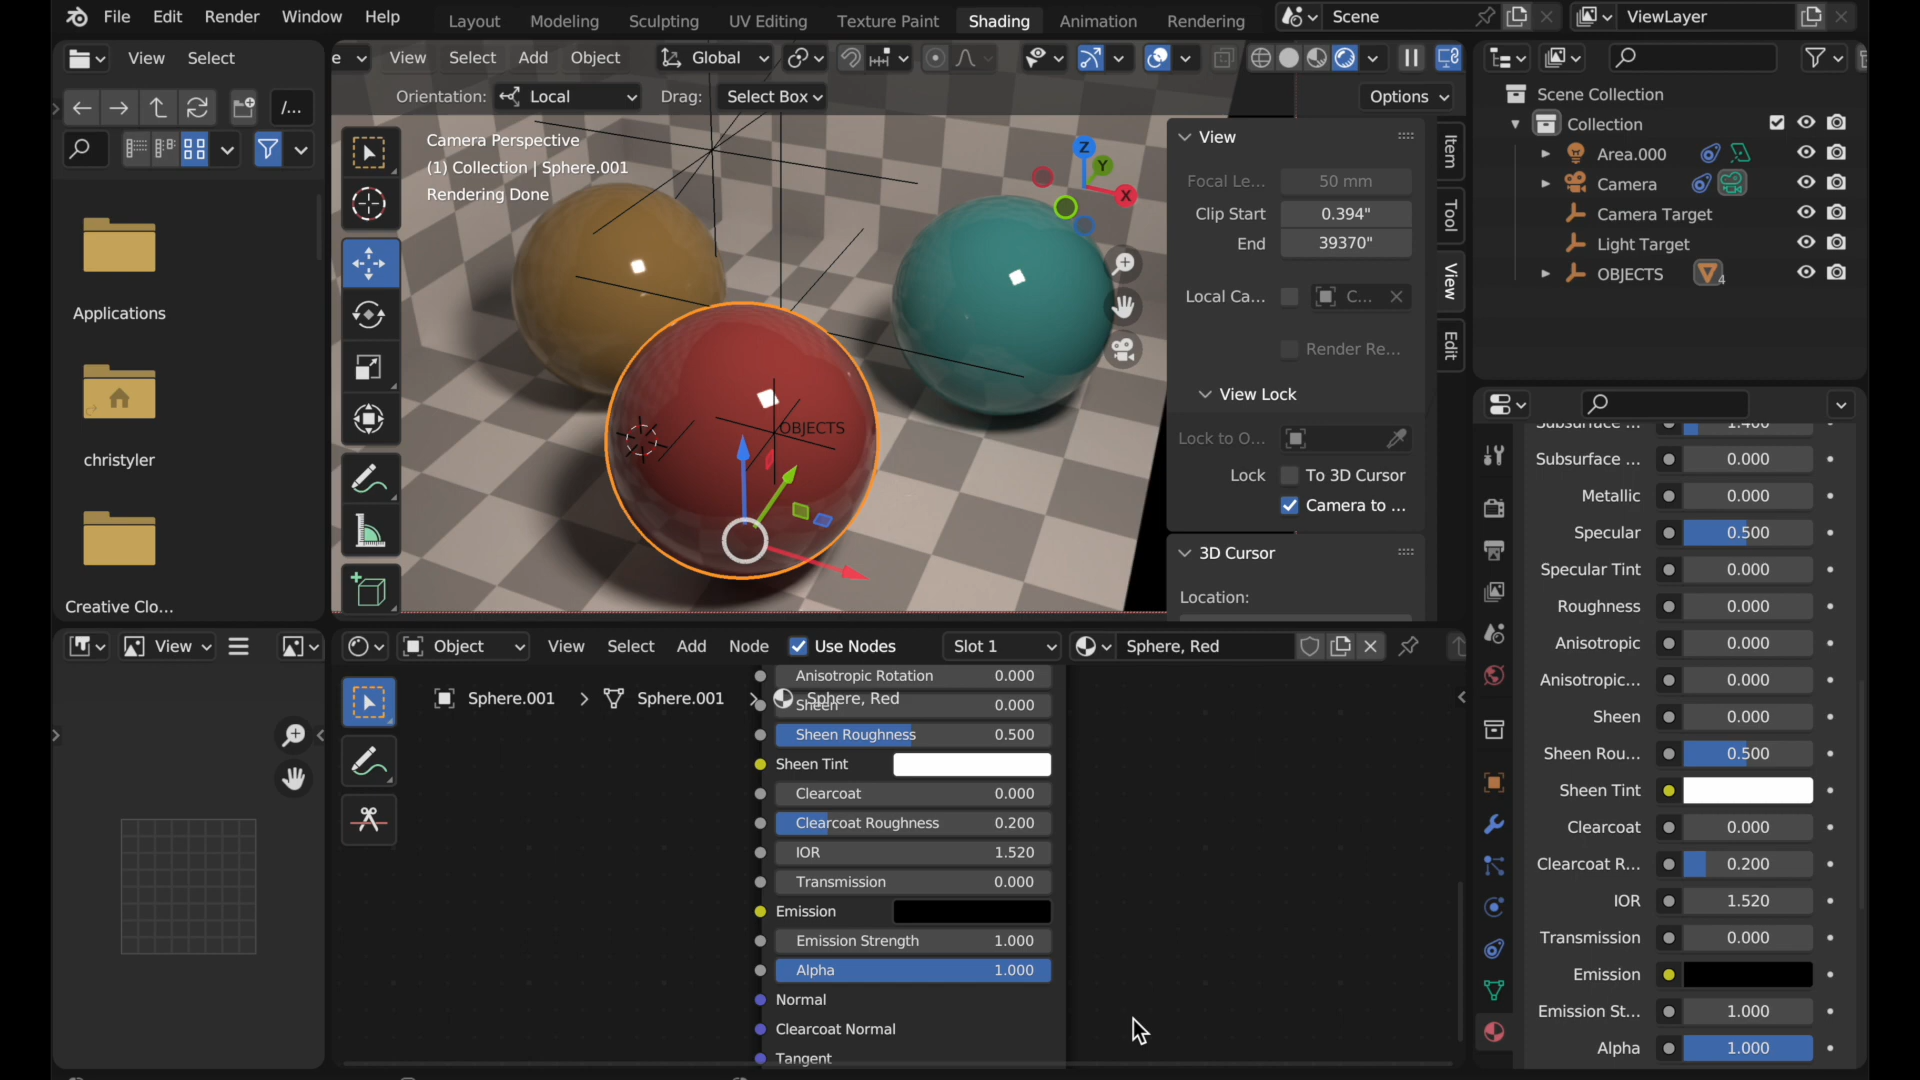 File Edit Render Window Help
Layout Modeling Sculpting UV Editing Texture Paint Shading Animation Rendering
Scene
ViewLayer
View Select
/...
Applications
christyler
Creative Clo...
e View Select Add Object Global
Orientation: Local Drag: Select Box Options
Camera Perspective
(1) Collection | Sphere.001
Rendering Done
Z
Y
X
OBJECTS
View
Focal Le... 50 mm
Clip Start 0.394"
End 39370"
Local Ca... C...
Render Re...
View Lock
Lock to O...
Lock To 3D Cursor
Camera to ...
3D Cursor
Location:
Item
Tool
View
Edit
Scene Collection
Collection
Area.000
Camera
Camera Target
Light Target
OBJECTS 4
Subsurface ... 1.400
Subsurface ... 0.000
Metallic 0.000
Specular 0.500
Specular Tint 0.000
Roughness 0.000
Anisotropic 0.000
Anisotropic... 0.000
Sheen 0.000
Sheen Rou... 0.500
Sheen Tint
Clearcoat 0.000
Clearcoat R... 0.200
IOR 1.520
Transmission 0.000
Emission
Emission St... 1.000
Alpha 1.000
View
Object View Select Add Node Use Nodes Slot 1 Sphere, Red
Sphere.001 Sphere.001 Sphere, Red
Anisotropic Rotation 0.000
Sheen 0.000
Sheen Roughness 0.500
Sheen Tint
Clearcoat 0.000
Clearcoat Roughness 0.200
IOR 1.520
Transmission 0.000
Emission
Emission Strength 1.000
Alpha 1.000
Normal
Clearcoat Normal
Tangent